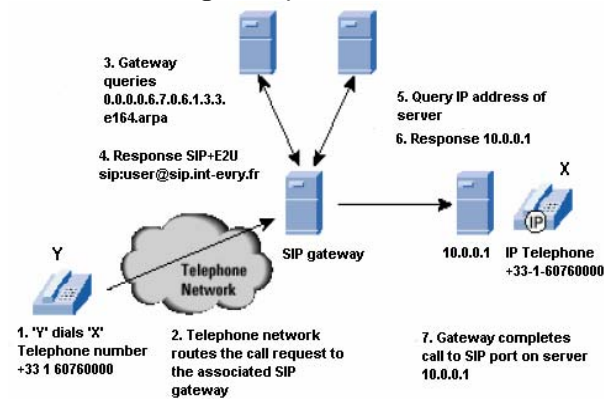 3. Gateway
queries
0.0.0.0.6.7.0.6.1.3.3.
e164.arpa
4. Response SIP+E2U
sip:user@sip.int-evry.fr
5. Query IP address of
server
6. Response 10.0.0.1
X
IP
SIP gateway
10.0.0.1
IP Telephone
+33-1-60760000
Y
Telephone
Network
1. 'Y' dials 'X'
Telephone number
+33 1 60760000
2. Telephone network
routes the call request to
the associated SIP
gateway
7. Gateway completes
call to SIP port on server
10.0.0.1